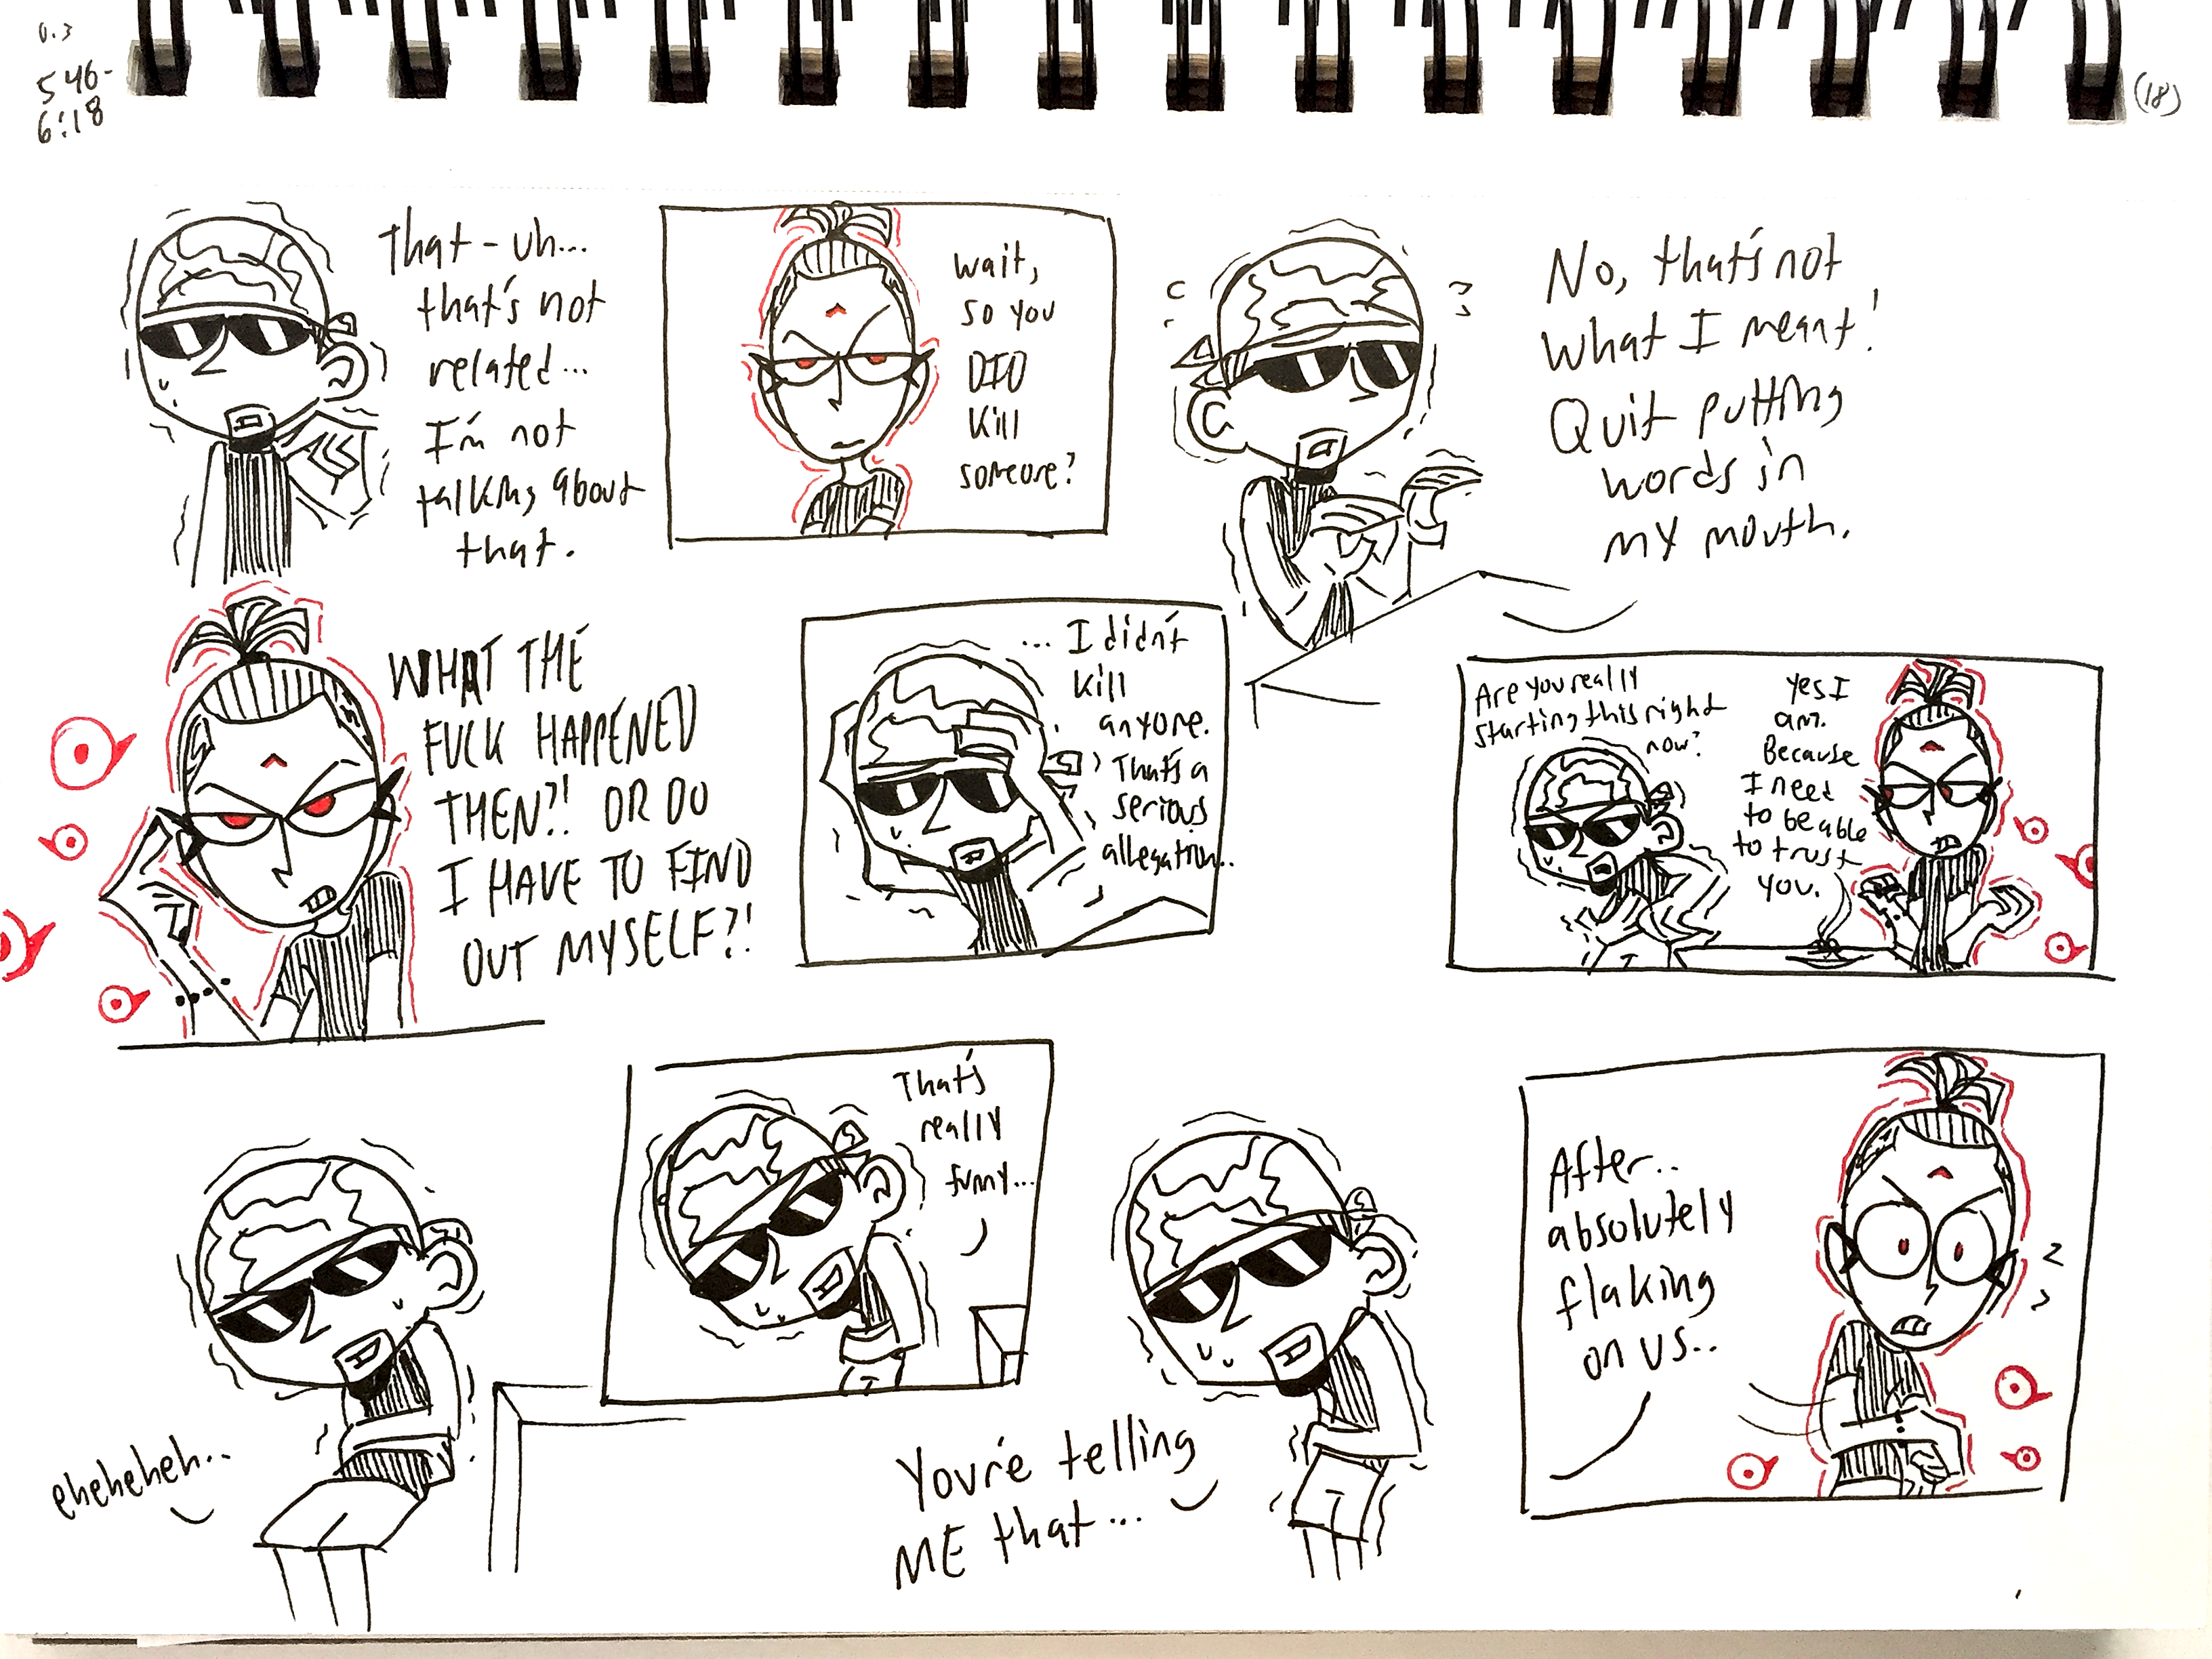 0.3
546-
6:18
(18)
That-uh...
that's not
related...
I'm not
talking about
that.
Wait,
so you
DID
kill
someone?
No, that's not
what I meant!
Quit putting
words in
my mouth.
WHAT THE
FUCK HAPPENED
THEN?! OR DO
I HAVE TO FIND
OUT MYSELF?!
... I didn't
kill
anyone.
That's a
serious
allegation..
Are you really
starting this right
now?
Yes I
am.
Because
I need
to be able
to trust
you.
eheheheh..
That's
really
funny...
You're telling
ME that...
After..
absolutely
flaking
on us..